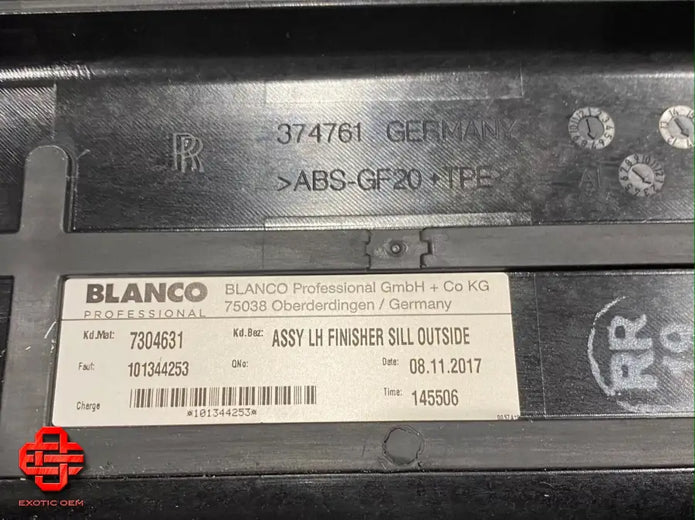 RR
374761 GERMANY
>ABS-GF20+TPE<
BLANCO
PROFESSIONAL
BLANCO Professional GmbH + Co KG
75038 Oberderdingen / Germany
Kd.Mat: 7304631 Kd.Bez: ASSY LH FINISHER SILL OUTSIDE
Faut: 101344253 QNo: Date: 08.11.2017
Charge Time: 145506
*101344253*
RR
EXOTIC OEM